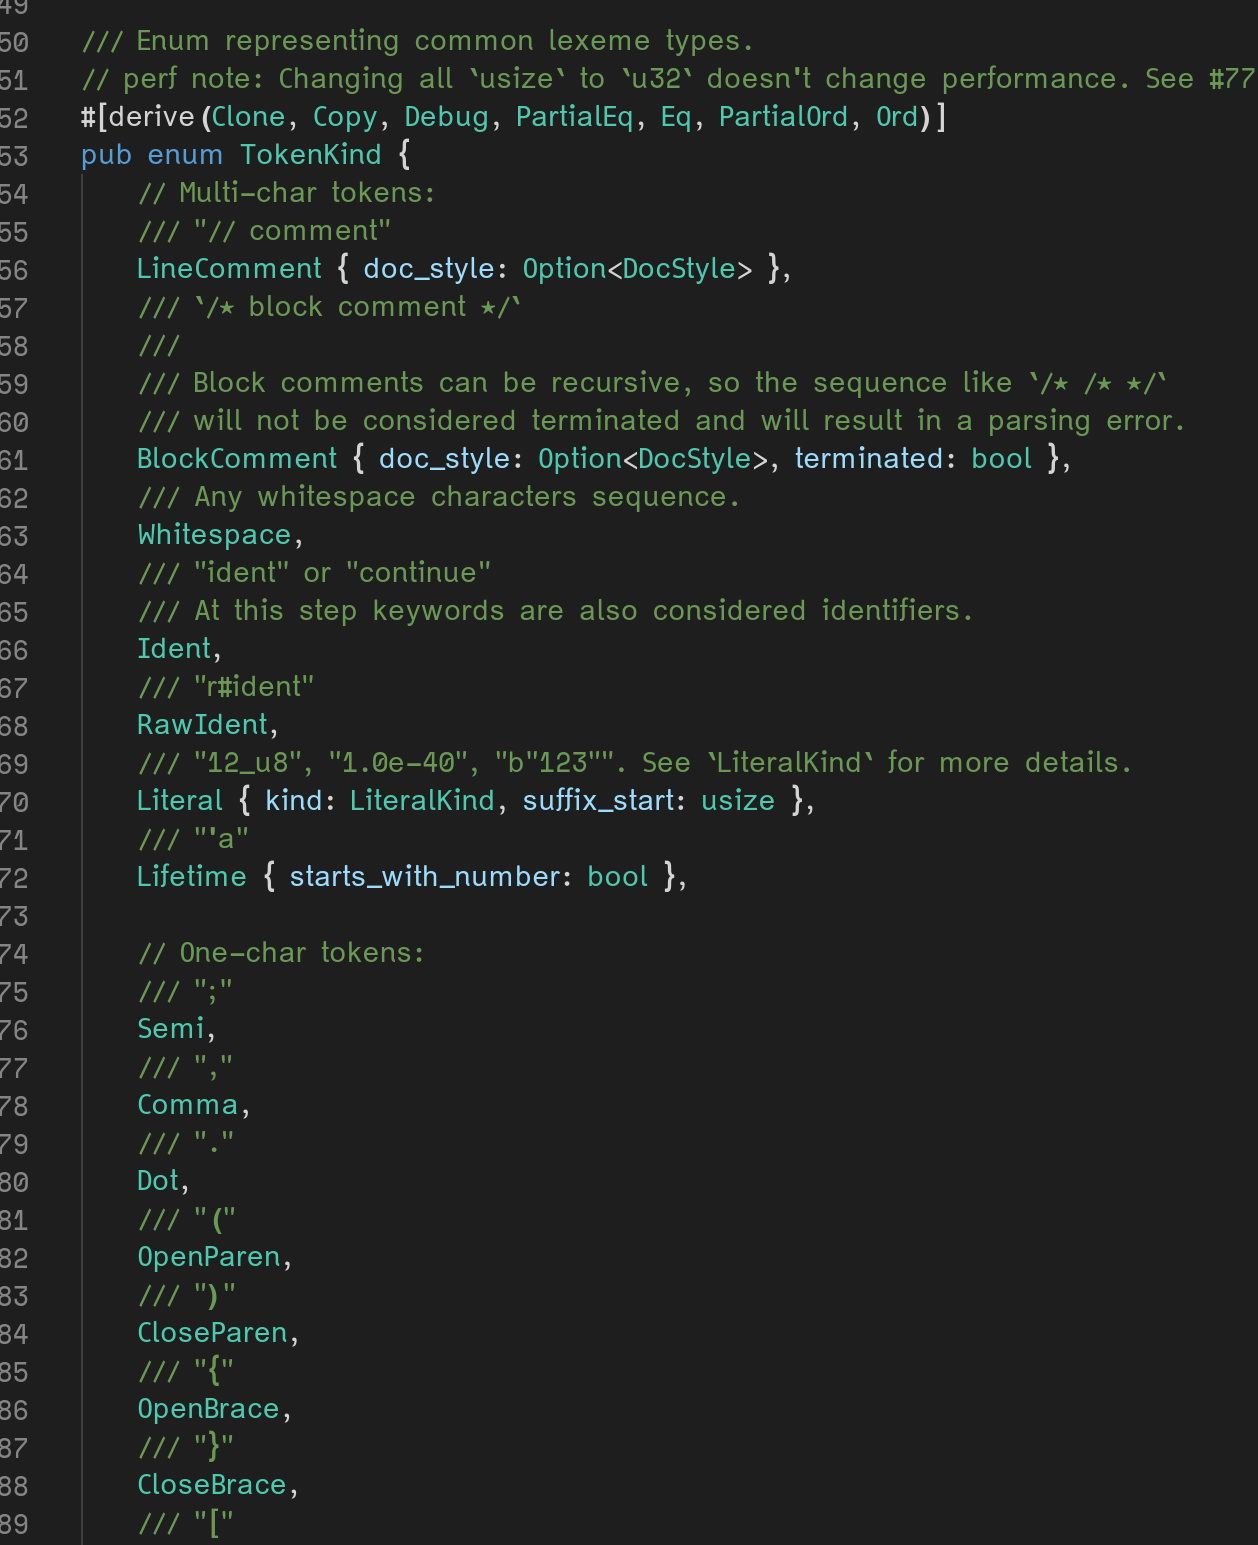 49
50 /// Enum representing common lexeme types.
51 // perf note: Changing all `usize` to `u32` doesn't change performance. See #77
52 #[derive(Clone, Copy, Debug, PartialEq, Eq, PartialOrd, Ord)]
53 pub enum TokenKind {
54 // Multi-char tokens:
55 /// "// comment"
56 LineComment { doc_style: Option<DocStyle> },
57 /// `/* block comment */`
58 ///
59 /// Block comments can be recursive, so the sequence like `/* /* */`
60 /// will not be considered terminated and will result in a parsing error.
61 BlockComment { doc_style: Option<DocStyle>, terminated: bool },
62 /// Any whitespace characters sequence.
63 Whitespace,
64 /// "ident" or "continue"
65 /// At this step keywords are also considered identifiers.
66 Ident,
67 /// "r#ident"
68 RawIdent,
69 /// "12_u8", "1.0e-40", "b"123"". See `LiteralKind` for more details.
70 Literal { kind: LiteralKind, suffix_start: usize },
71 /// "'a"
72 Lifetime { starts_with_number: bool },
73
74 // One-char tokens:
75 /// ";"
76 Semi,
77 /// ","
78 Comma,
79 /// "."
80 Dot,
81 /// "("
82 OpenParen,
83 /// ")"
84 CloseParen,
85 /// "{"
86 OpenBrace,
87 /// "}"
88 CloseBrace,
89 /// "["